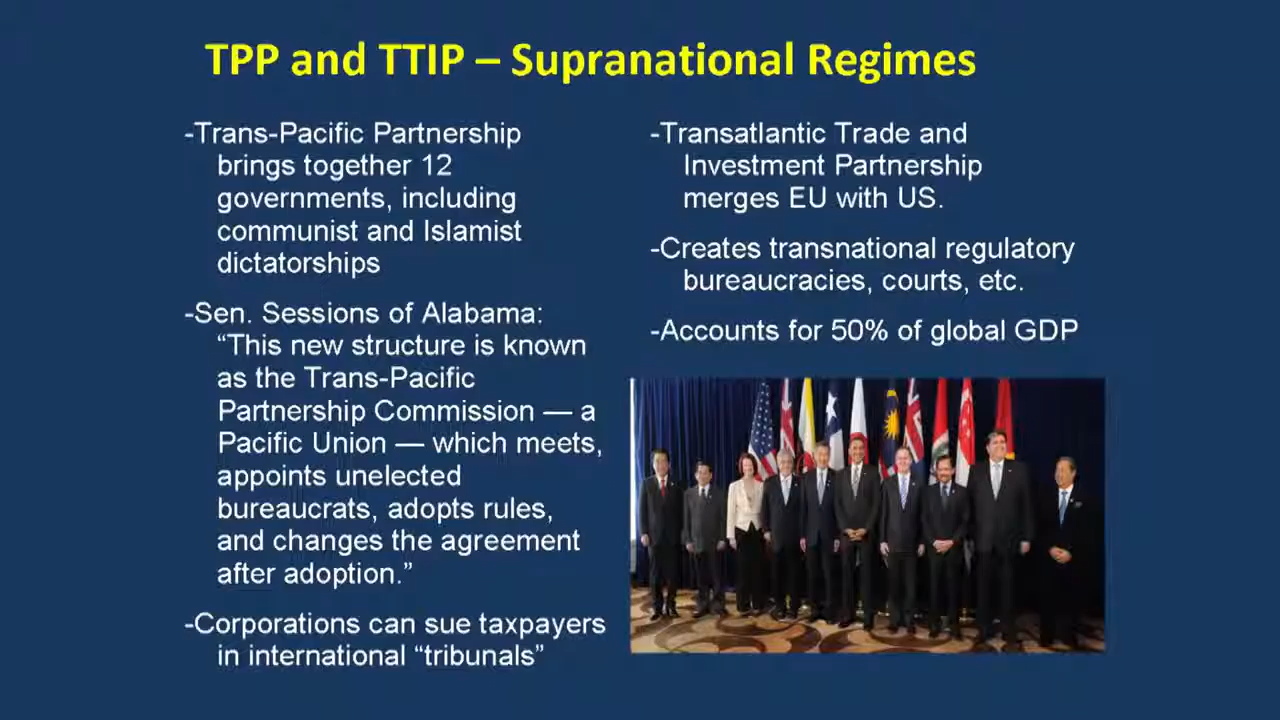 TPP and TTIP – Supranational Regimes
-Trans-Pacific Partnership
brings together 12
governments, including
communist and Islamist
dictatorships
-Sen. Sessions of Alabama:
“This new structure is known
as the Trans-Pacific
Partnership Commission — a
Pacific Union — which meets,
appoints unelected
bureaucrats, adopts rules,
and changes the agreement
after adoption.”
-Corporations can sue taxpayers
in international “tribunals”
-Transatlantic Trade and
Investment Partnership
merges EU with US.
-Creates transnational regulatory
bureaucracies, courts, etc.
-Accounts for 50% of global GDP